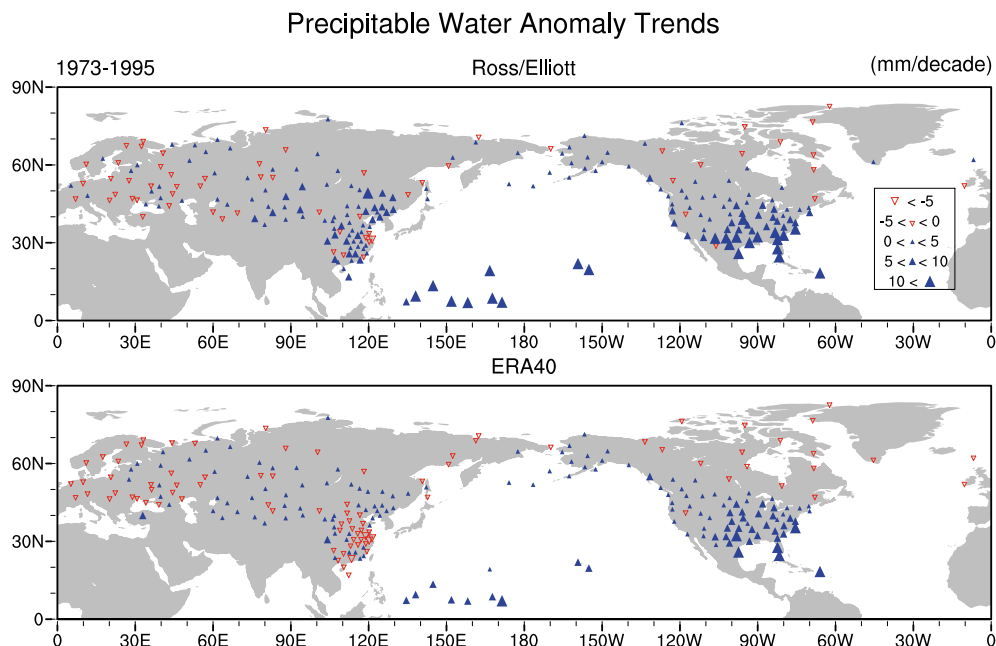 Precipitable Water Anomaly Trends
1973-1995 Ross/Elliott (mm/decade)
90N
60N
30N
0
< -5
-5 < < 0
0 < < 5
5 < < 10
10 <
0 30E 60E 90E 120E 150E 180 150W 120W 90W 60W 30W 0
ERA40
90N
60N
30N
0
0 30E 60E 90E 120E 150E 180 150W 120W 90W 60W 30W 0